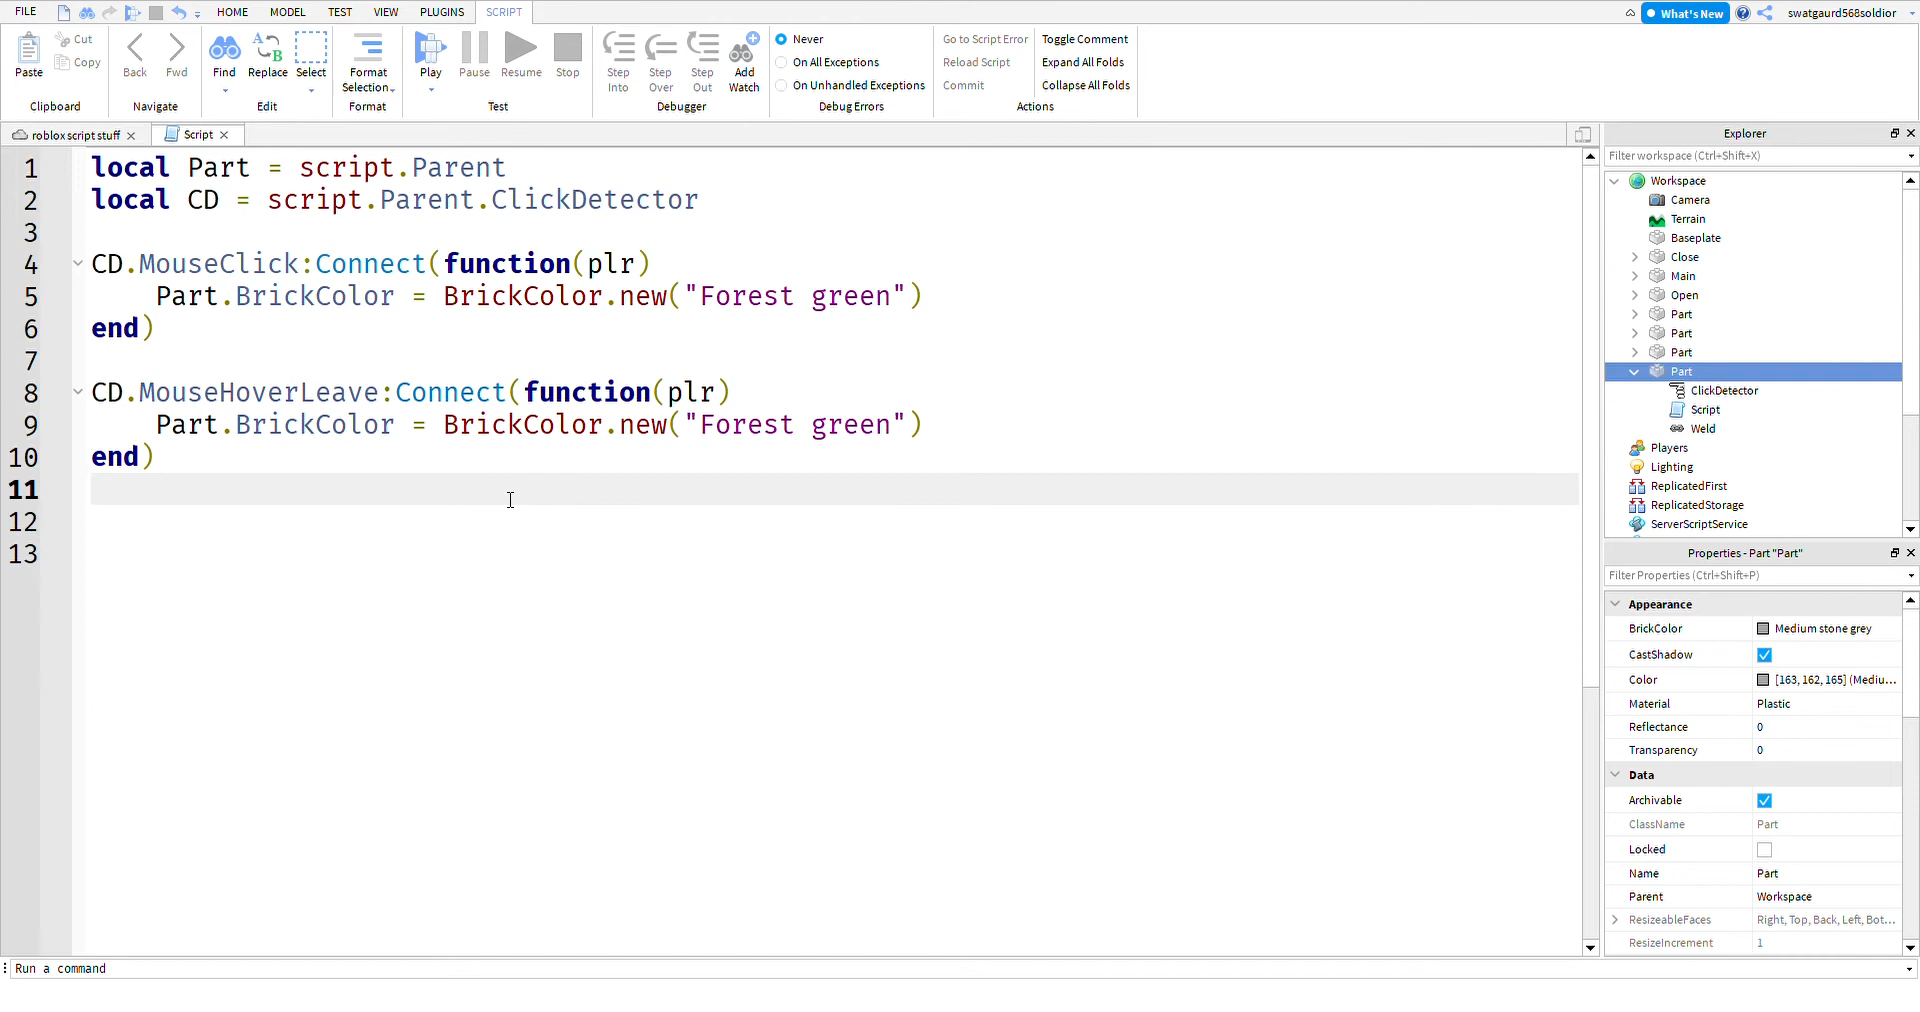 FILE HOME MODEL TEST VIEW PLUGINS SCRIPT What's New swatgaurd568soldior
Paste Cut Copy
Clipboard
Back Fwd
Navigate
Find Replace Select
Edit
Format Selection
Format
Play Pause Resume Stop
Test
Step Into Step Over Step Out Add Watch
Debugger
Never
On All Exceptions
On Unhandled Exceptions
Debug Errors
Go to Script Error Toggle Comment
Reload Script Expand All Folds
Commit Collapse All Folds
Actions
roblox script stuff Script
1 local Part = script.Parent
2 local CD = script.Parent.ClickDetector
3
4 CD.MouseClick:Connect(function(plr)
5 Part.BrickColor = BrickColor.new("Forest green")
6 end)
7
8 CD.MouseHoverLeave:Connect(function(plr)
9 Part.BrickColor = BrickColor.new("Forest green")
10 end)
11
12
13
Explorer
Filter workspace (Ctrl+Shift+X)
Workspace
Camera
Terrain
Baseplate
Close
Main
Open
Part
Part
Part
Part
ClickDetector
Script
Weld
Players
Lighting
ReplicatedFirst
ReplicatedStorage
ServerScriptService
Properties - Part "Part"
Filter Properties (Ctrl+Shift+P)
Appearance
BrickColor Medium stone grey
CastShadow
Color [163, 162, 165] (Mediu...
Material Plastic
Reflectance 0
Transparency 0
Data
Archivable
ClassName Part
Locked
Name Part
Parent Workspace
ResizeableFaces Right, Top, Back, Left, Bot...
ResizeIncrement 1
Run a command